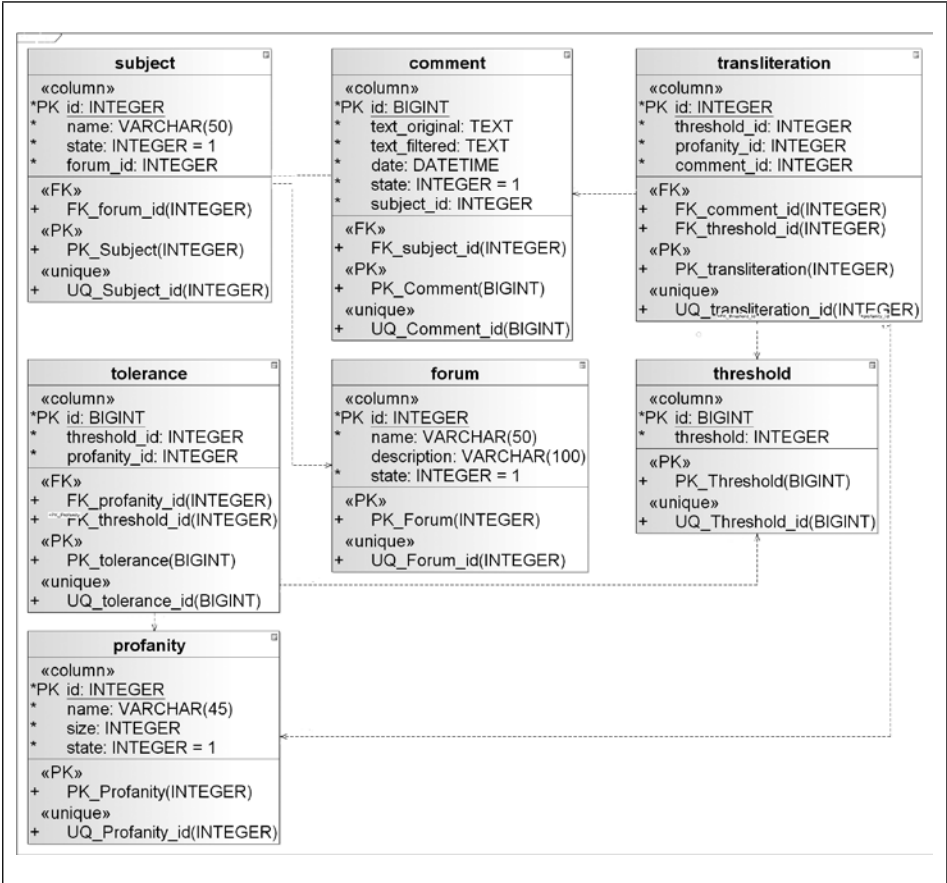 subject
«column»
*PK id: INTEGER
* name: VARCHAR(50)
* state: INTEGER = 1
* forum_id: INTEGER
«FK»
+ FK_forum_id(INTEGER)
«PK»
+ PK_Subject(INTEGER)
«unique»
+ UQ_Subject_id(INTEGER)
comment
«column»
*PK id: BIGINT
* text_original: TEXT
* text_filtered: TEXT
* date: DATETIME
* state: INTEGER = 1
* subject_id: INTEGER
«FK»
+ FK_subject_id(INTEGER)
«PK»
+ PK_Comment(BIGINT)
«unique»
+ UQ_Comment_id(BIGINT)
transliteration
«column»
*PK id: INTEGER
* threshold_id: INTEGER
* profanity_id: INTEGER
* comment_id: INTEGER
«FK»
+ FK_comment_id(INTEGER)
+ FK_threshold_id(INTEGER)
«PK»
+ PK_transliteration(INTEGER)
«unique»
+ UQ_transliteration_id(INTEGER)
tolerance
«column»
*PK id: BIGINT
* threshold_id: INTEGER
* profanity_id: INTEGER
«FK»
+ FK_profanity_id(INTEGER)
+ FK_threshold_id(INTEGER)
«PK»
+ PK_tolerance(BIGINT)
«unique»
+ UQ_tolerance_id(BIGINT)
forum
«column»
*PK id: INTEGER
* name: VARCHAR(50)
description: VARCHAR(100)
* state: INTEGER = 1
«PK»
+ PK_Forum(INTEGER)
«unique»
+ UQ_Forum_id(INTEGER)
threshold
«column»
*PK id: BIGINT
* threshold: INTEGER
«PK»
+ PK_Threshold(BIGINT)
«unique»
+ UQ_Threshold_id(BIGINT)
profanity
«column»
*PK id: INTEGER
* name: VARCHAR(45)
* size: INTEGER
* state: INTEGER = 1
«PK»
+ PK_Profanity(INTEGER)
«unique»
+ UQ_Profanity_id(INTEGER)